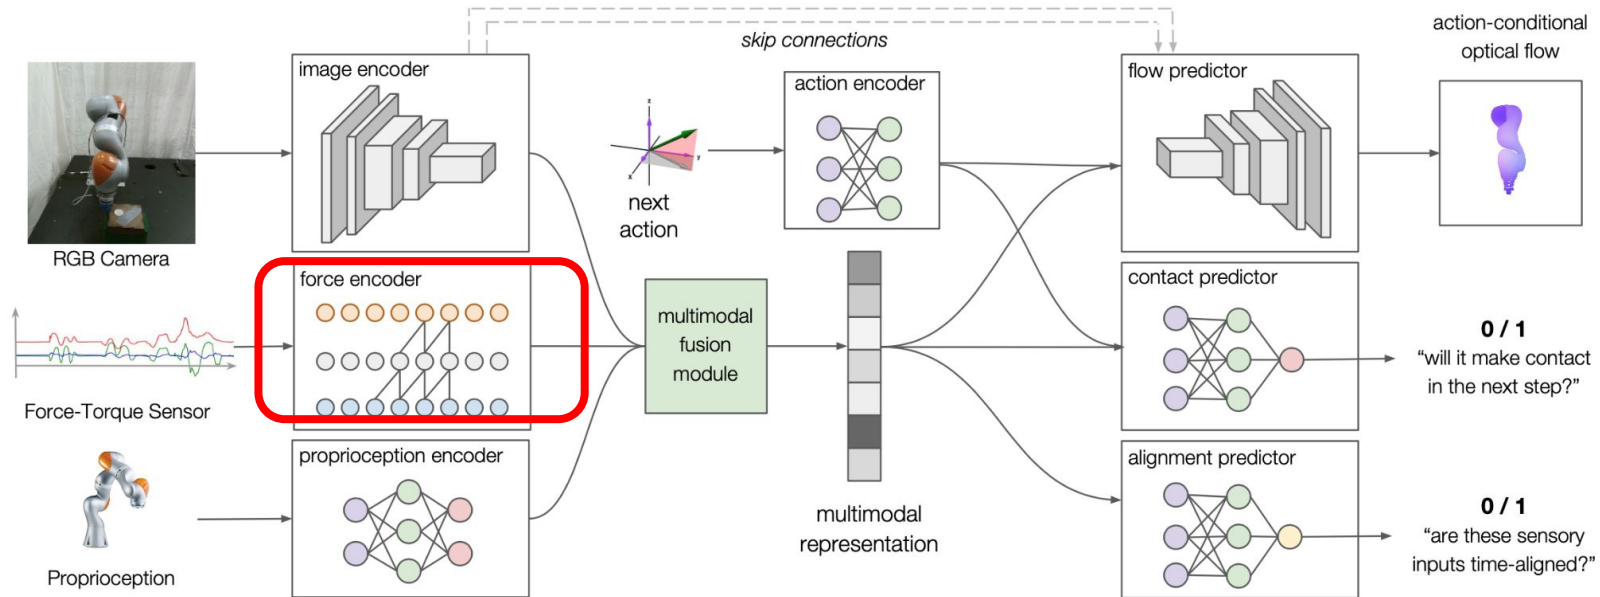 skip connections
action-conditional
optical flow
image encoder
action encoder
flow predictor
z
y
x
next
action
RGB Camera
force encoder
contact predictor
multimodal
fusion
module
0 / 1
“will it make contact
in the next step?”
Force-Torque Sensor
proprioception encoder
alignment predictor
multimodal
representation
0 / 1
“are these sensory
inputs time-aligned?”
Proprioception